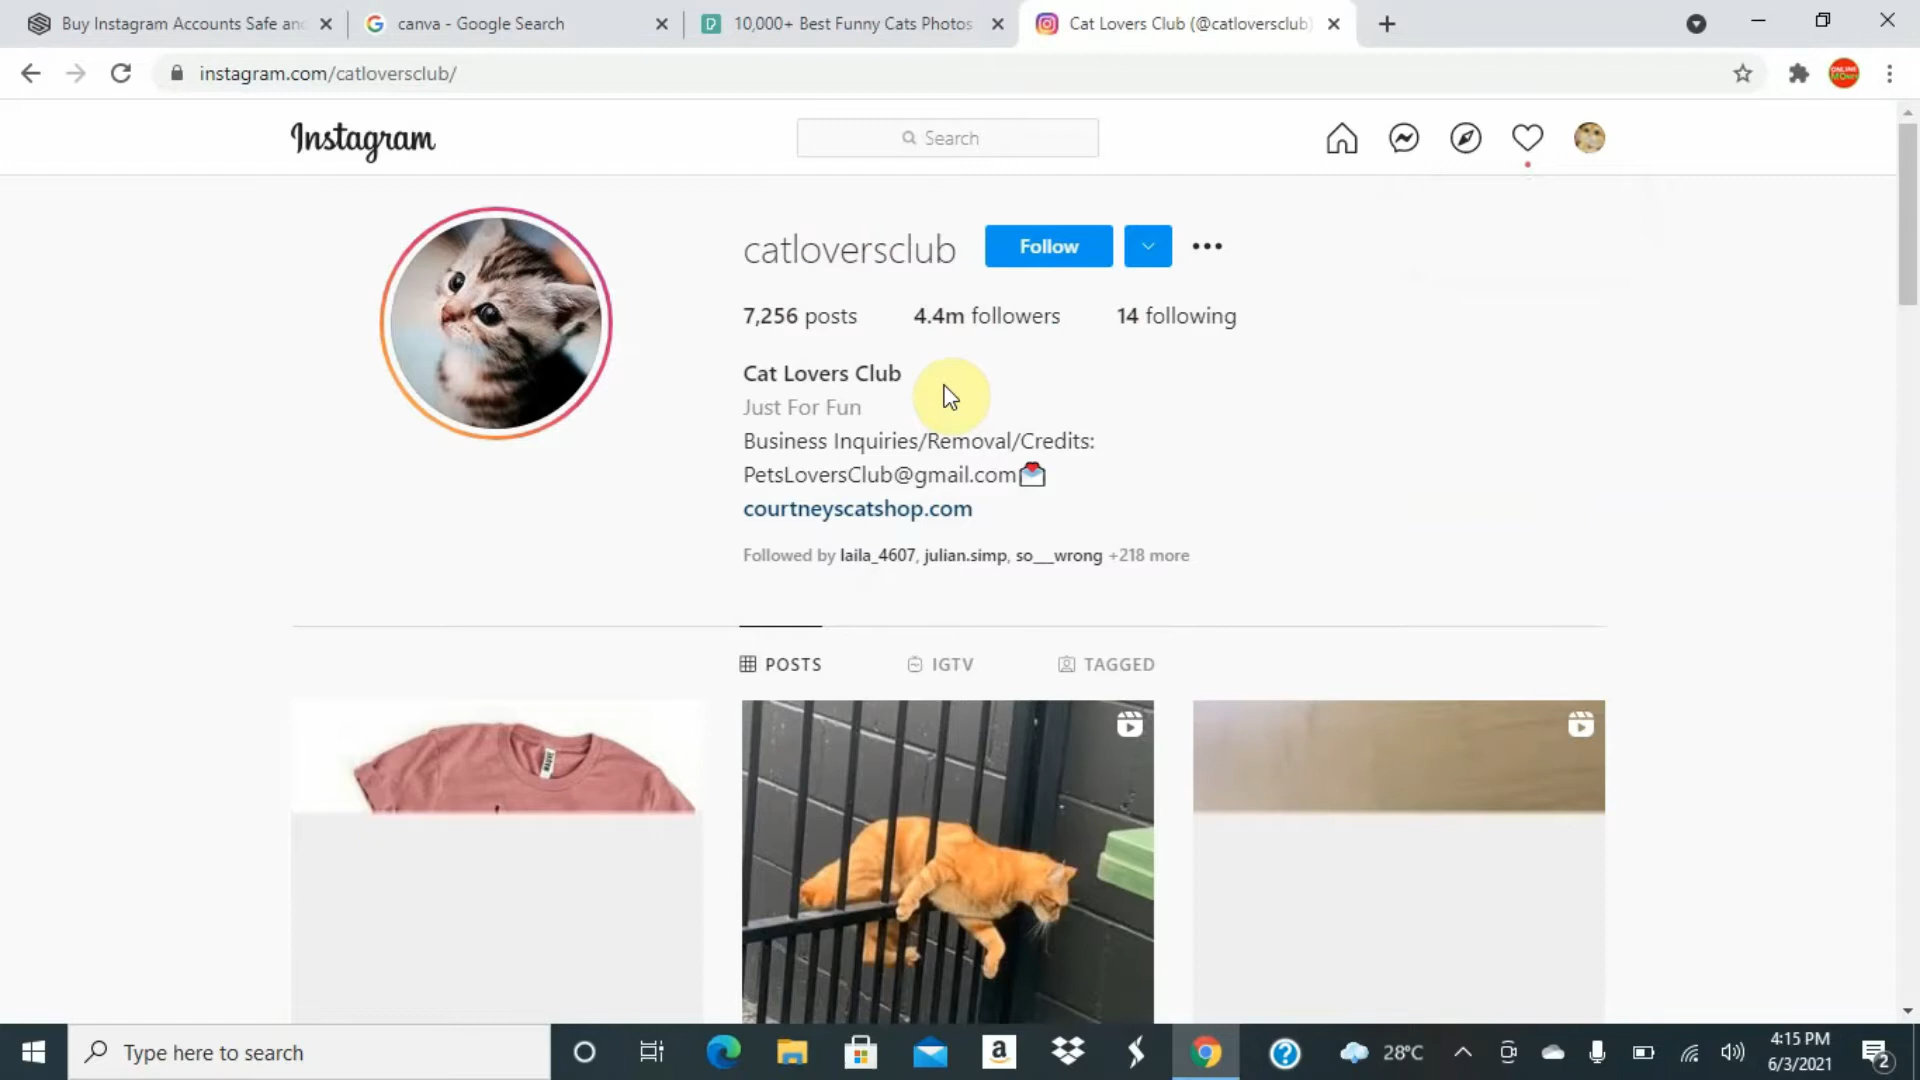 Buy Instagram Accounts Safe an
canva - Google Search
10,000+ Best Funny Cats Photos
Cat Lovers Club (@catloversclub)
instagram.com/catloversclub/
ONLINE MONEY
Instagram
Search
catloversclub
Follow
7,256 posts
4.4m followers
14 following
Cat Lovers Club
Just For Fun
Business Inquiries/Removal/Credits:
PetsLoversClub@gmail.com
courtneyscatshop.com
Followed by laila_4607, julian.simp, so__wrong +218 more
POSTS
IGTV
TAGGED
Type here to search
28°C
4:15 PM
6/3/2021
2